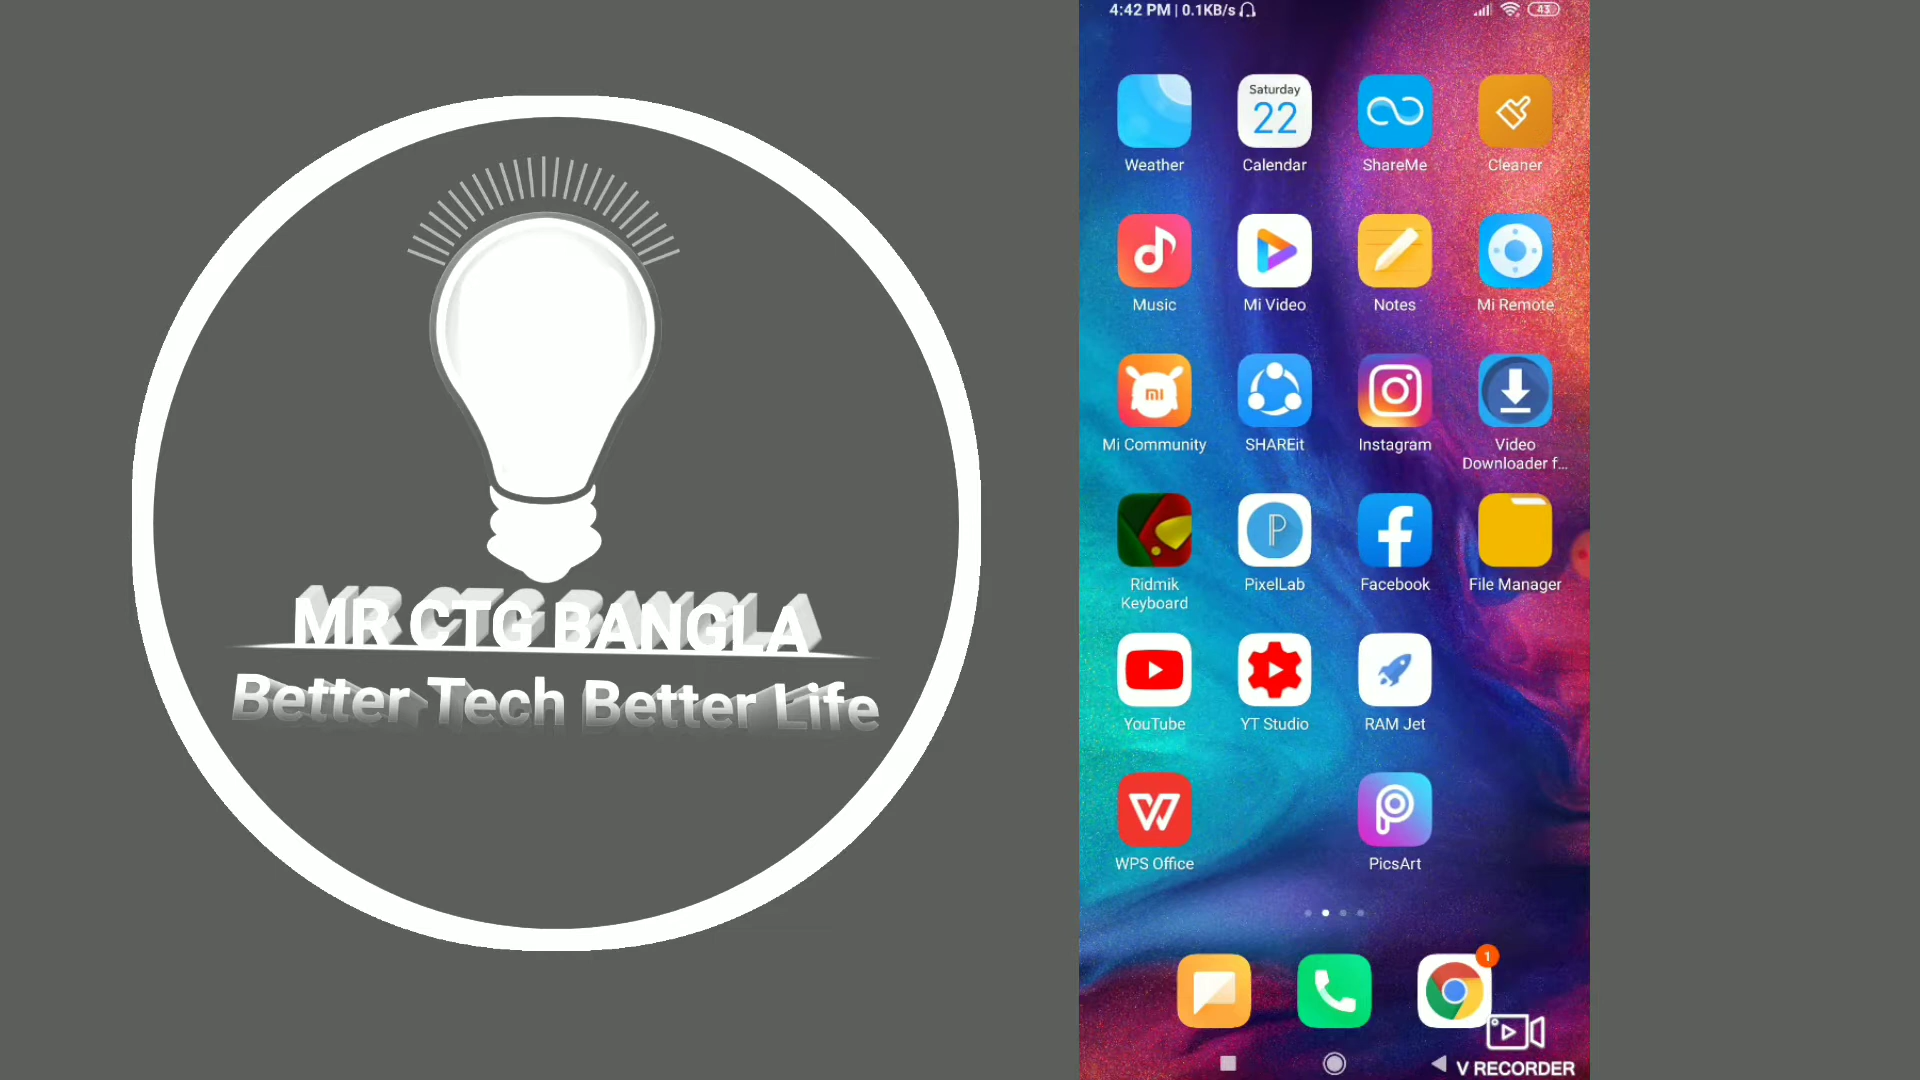 MR CTG BANGLA
Better Tech Better Life
4:42 PM | 0.1KB/s
43
Saturday
22
Weather
Calendar
ShareMe
Cleaner
Music
Mi Video
Notes
Mi Remote
mi
Mi Community
SHAREit
Instagram
Video
Downloader f...
Ridmik
Keyboard
PixelLab
Facebook
File Manager
YouTube
YT Studio
RAM Jet
WPS Office
PicsArt
1
V RECORDER